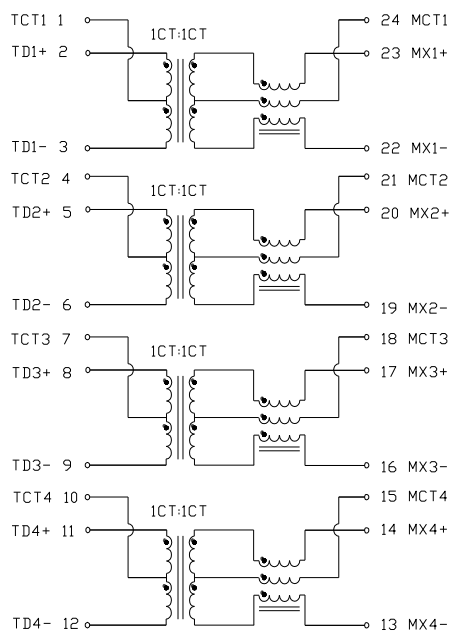 TCT1 1
24 MCT1
1CT:1CT
TD1+ 2
23 MX1+
TD1- 3
22 MX1-
TCT2 4
21 MCT2
1CT:1CT
TD2+ 5
20 MX2+
TD2- 6
19 MX2-
TCT3 7
18 MCT3
1CT:1CT
TD3+ 8
17 MX3+
TD3- 9
16 MX3-
TCT4 10
15 MCT4
1CT:1CT
TD4+ 11
14 MX4+
TD4- 12
13 MX4-